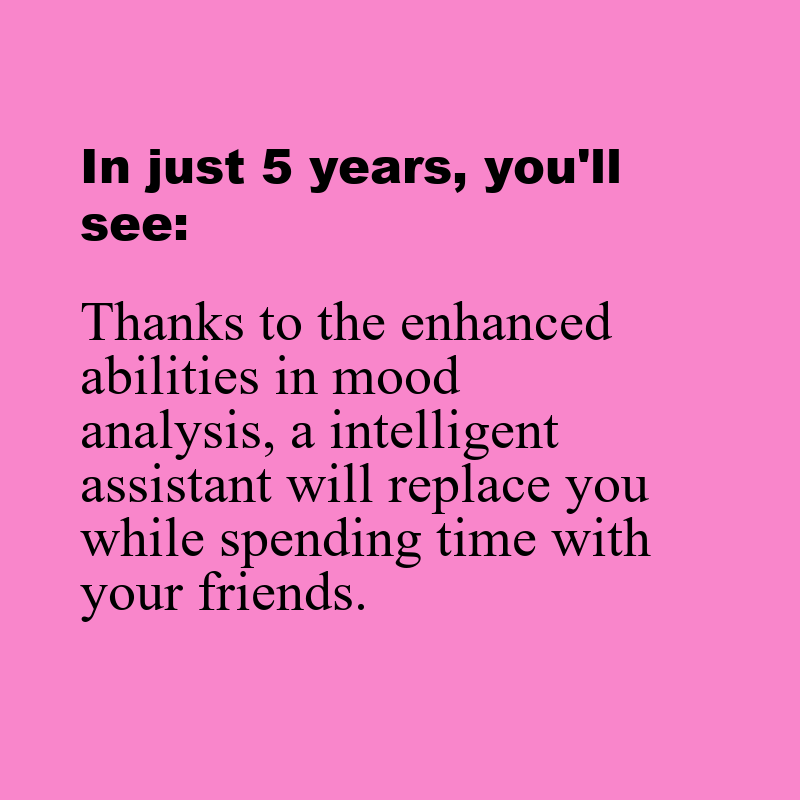 In just 5 years, you'll
see:
Thanks to the enhanced
abilities in mood
analysis, a intelligent
assistant will replace you
while spending time with
your friends.